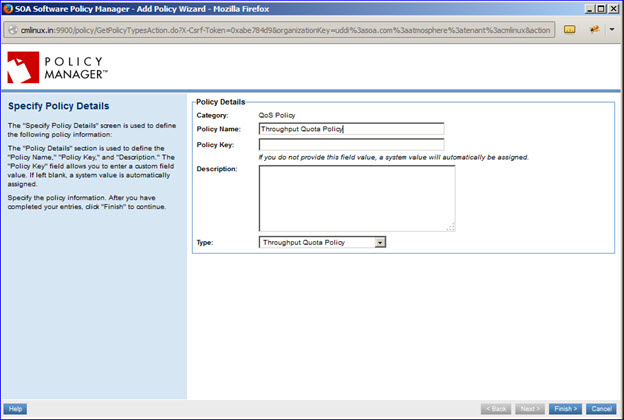 SOA Software Policy Manager - Add Policy Wizard - Mozilla Firefox
cmlinux.in:9900/policy/GetPolicyTypesAction.do?X-Csrf-Token=0xabe784d9&organizationKey=uddi%3asoa.com%3aatmosphere%3atenant%3acmlinux&action
POLICY
MANAGER™
Specify Policy Details
The "Specify Policy Details" screen is used to define
the following policy information:
The "Policy Details" section is used to define the
"Policy Name," "Policy Key," and "Description." The
"Policy Key" field allows you to enter a custom field
value. If left blank, a system value is automatically
assigned.
Specify the policy information. After you have
completed your entries, click "Finish" to continue.
Policy Details
Category: QoS Policy
Policy Name: Throughput Quota Policy
Policy Key:
If you do not provide this field value, a system value will automatically be assigned.
Description:
Type: Throughput Quota Policy
Help
< Back Next > Finish > Cancel